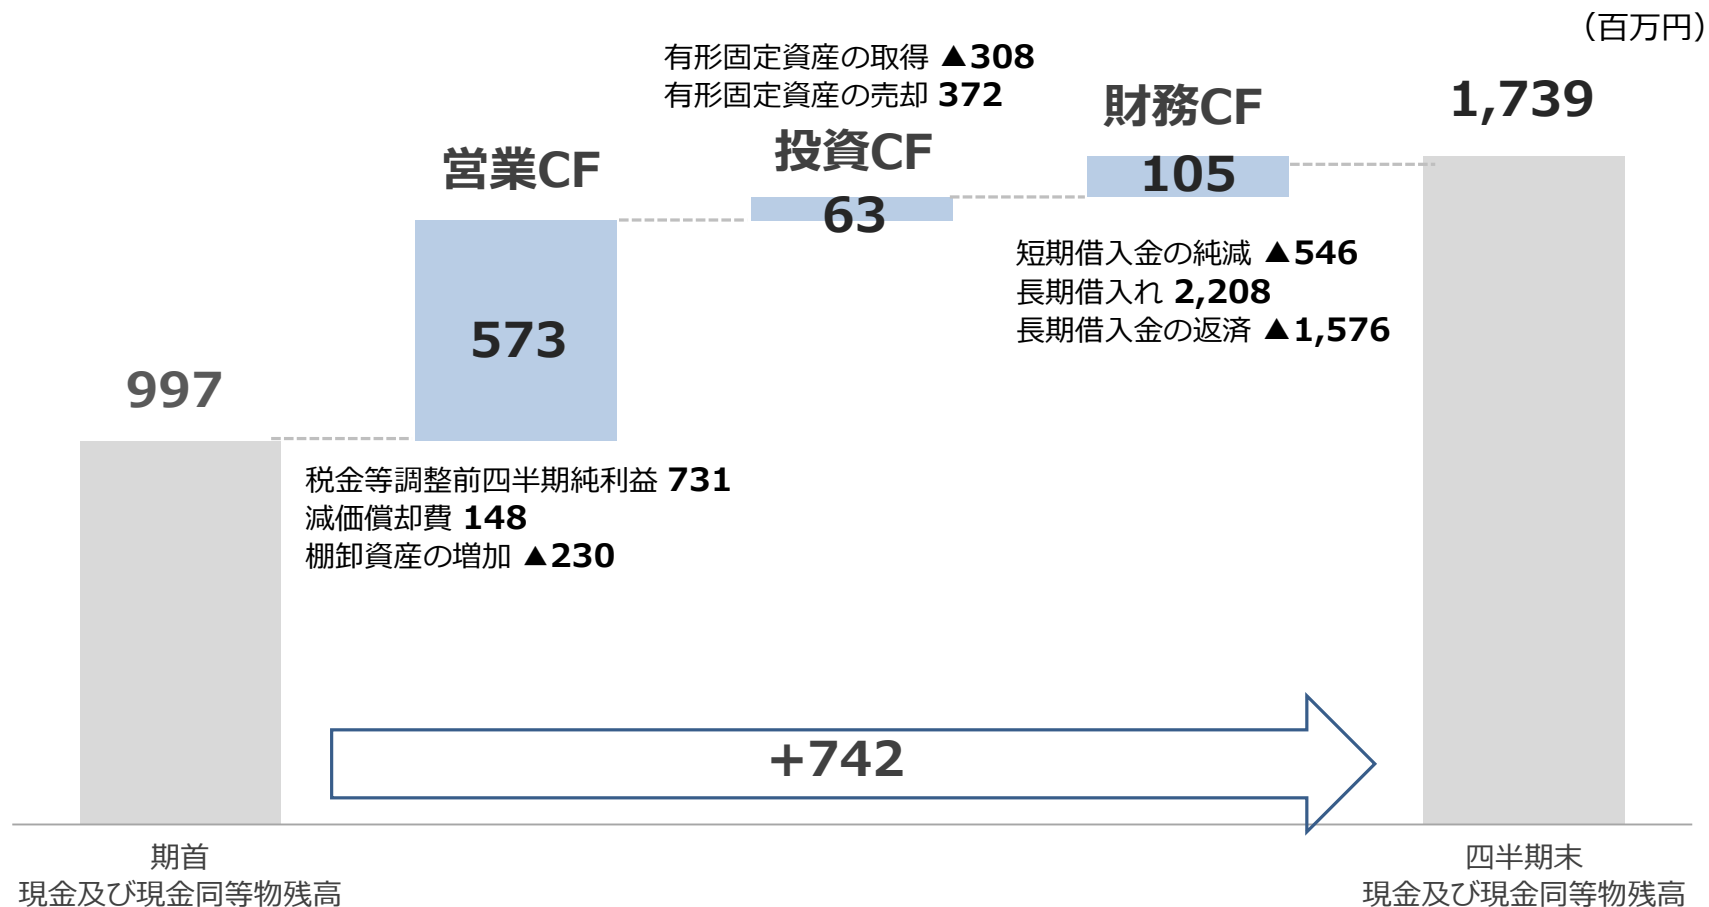 （百万円）
有形固定資産の取得 ▲308
有形固定資産の売却 372
財務CF
1,739
営業CF
投資CF
105
63
573
短期借入金の純減 ▲546
長期借入れ 2,208
長期借入金の返済 ▲1,576
997
税金等調整前四半期純利益 731
減価償却費 148
棚卸資産の増加 ▲230
+742
期首
現金及び現金同等物残高
四半期末
現金及び現金同等物残高